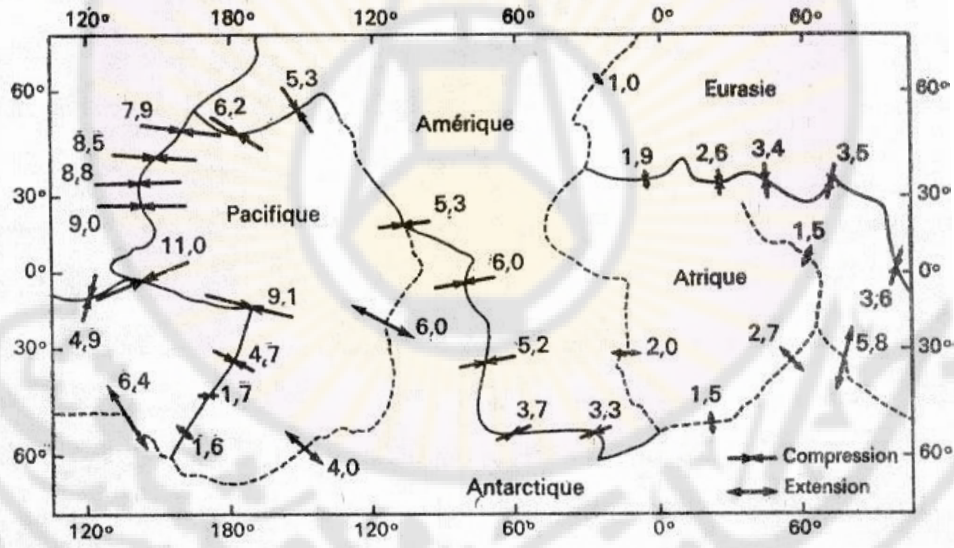 120° 180° 120° 60° 0° 60°
60° 60°
7,9 6,2 5,3 1,0 Eurasie
Amérique
8,5
8,8 1,9 2,6 3,4 3,5
30° 30°
9,0 Pacifique 5,3 1,5
11,0
0° 6,0 Atrique 0°
9,1 3,6
4,9 6,0
30° 4,7 5,2 2,0 2,7 5,8 30°
6,4 1,7
3,7 3,3 1,5
60° 1,6 4,0 60°
Compression
Antarctique Extension
120° 180° 120° 60° 0° 60°